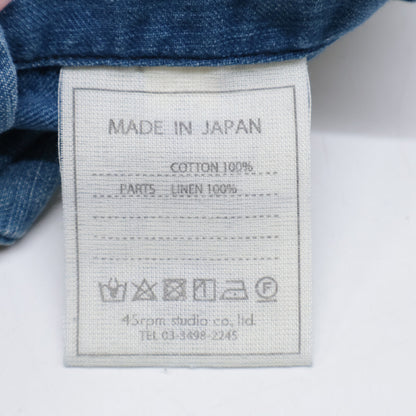 MADE IN JAPAN
COTTON 100%
PARTS LINEN 100%
45rpm studio co., ltd.
TEL 03-3498-2245